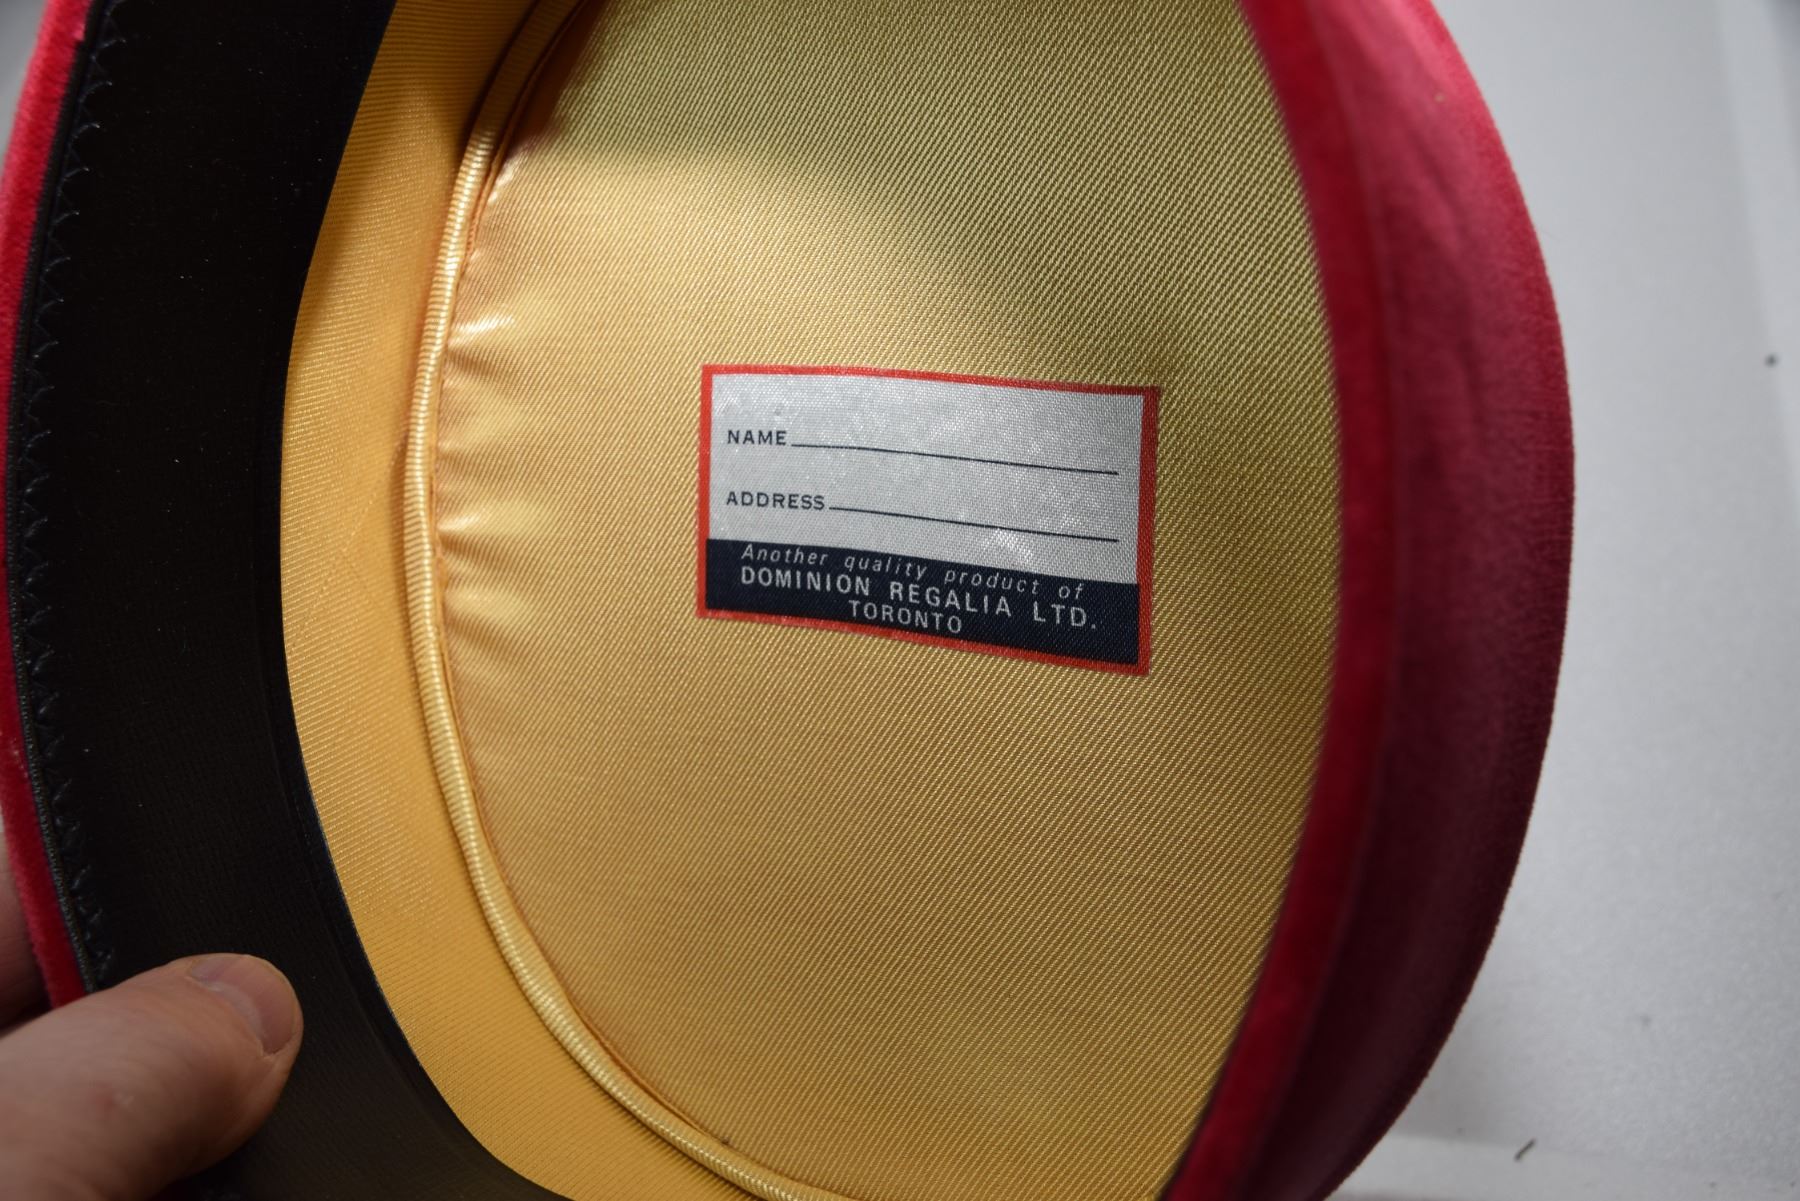 NAME
ADDRESS
Another quality product of
DOMINION REGALIA LTD.
TORONTO